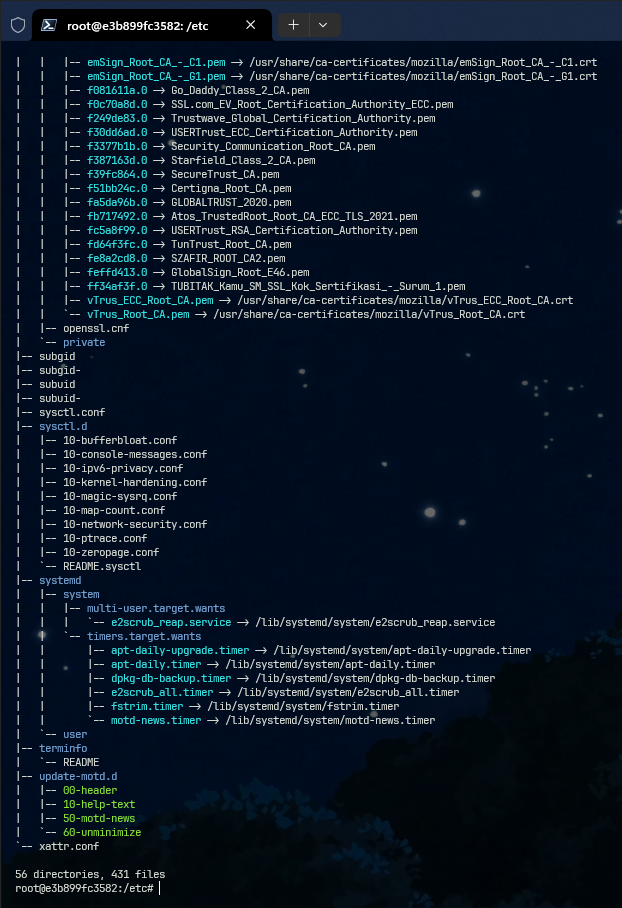 root@e3b899fc3582: /etc
|   |   |-- emSign_Root_CA_-_C1.pem -> /usr/share/ca-certificates/mozilla/emSign_Root_CA_-_C1.crt
|   |   |-- emSign_Root_CA_-_G1.pem -> /usr/share/ca-certificates/mozilla/emSign_Root_CA_-_G1.crt
|   |   |-- f081611a.0 -> Go_Daddy_Class_2_CA.pem
|   |   |-- f0c70a8d.0 -> SSL.com_EV_Root_Certification_Authority_ECC.pem
|   |   |-- f249de83.0 -> Trustwave_Global_Certification_Authority.pem
|   |   |-- f30dd6ad.0 -> USERTrust_ECC_Certification_Authority.pem
|   |   |-- f3377b1b.0 -> Security_Communication_Root_CA.pem
|   |   |-- f387163d.0 -> Starfield_Class_2_CA.pem
|   |   |-- f39fc864.0 -> SecureTrust_CA.pem
|   |   |-- f51bb24c.0 -> Certigna_Root_CA.pem
|   |   |-- fa5da96b.0 -> GLOBALTRUST_2020.pem
|   |   |-- fb717492.0 -> Atos_TrustedRoot_Root_CA_ECC_TLS_2021.pem
|   |   |-- fc5a8f99.0 -> USERTrust_RSA_Certification_Authority.pem
|   |   |-- fd64f3fc.0 -> TunTrust_Root_CA.pem
|   |   |-- fe8a2cd8.0 -> SZAFIR_ROOT_CA2.pem
|   |   |-- feffd413.0 -> GlobalSign_Root_E46.pem
|   |   |-- ff34af3f.0 -> TUBITAK_Kamu_SM_SSL_Kok_Sertifikasi_-_Surum_1.pem
|   |   |-- vTrus_ECC_Root_CA.pem -> /usr/share/ca-certificates/mozilla/vTrus_ECC_Root_CA.crt
|   |   `-- vTrus_Root_CA.pem -> /usr/share/ca-certificates/mozilla/vTrus_Root_CA.crt
|   |-- openssl.cnf
|   `-- private
|-- subgid
|-- subgid-
|-- subuid
|-- subuid-
|-- sysctl.conf
|-- sysctl.d
|   |-- 10-bufferbloat.conf
|   |-- 10-console-messages.conf
|   |-- 10-ipv6-privacy.conf
|   |-- 10-kernel-hardening.conf
|   |-- 10-magic-sysrq.conf
|   |-- 10-map-count.conf
|   |-- 10-network-security.conf
|   |-- 10-ptrace.conf
|   |-- 10-zeropage.conf
|   `-- README.sysctl
|-- systemd
|   |-- system
|   |   |-- multi-user.target.wants
|   |   |   `-- e2scrub_reap.service -> /lib/systemd/system/e2scrub_reap.service
|   |   `-- timers.target.wants
|   |       |-- apt-daily-upgrade.timer -> /lib/systemd/system/apt-daily-upgrade.timer
|   |       |-- apt-daily.timer -> /lib/systemd/system/apt-daily.timer
|   |       |-- dpkg-db-backup.timer -> /lib/systemd/system/dpkg-db-backup.timer
|   |       |-- e2scrub_all.timer -> /lib/systemd/system/e2scrub_all.timer
|   |       |-- fstrim.timer -> /lib/systemd/system/fstrim.timer
|   |       `-- motd-news.timer -> /lib/systemd/system/motd-news.timer
|   `-- user
|-- terminfo
|   `-- README
|-- update-motd.d
|   |-- 00-header
|   |-- 10-help-text
|   |-- 50-motd-news
|   `-- 60-unminimize
`-- xattr.conf
56 directories, 431 files
root@e3b899fc3582:/etc#